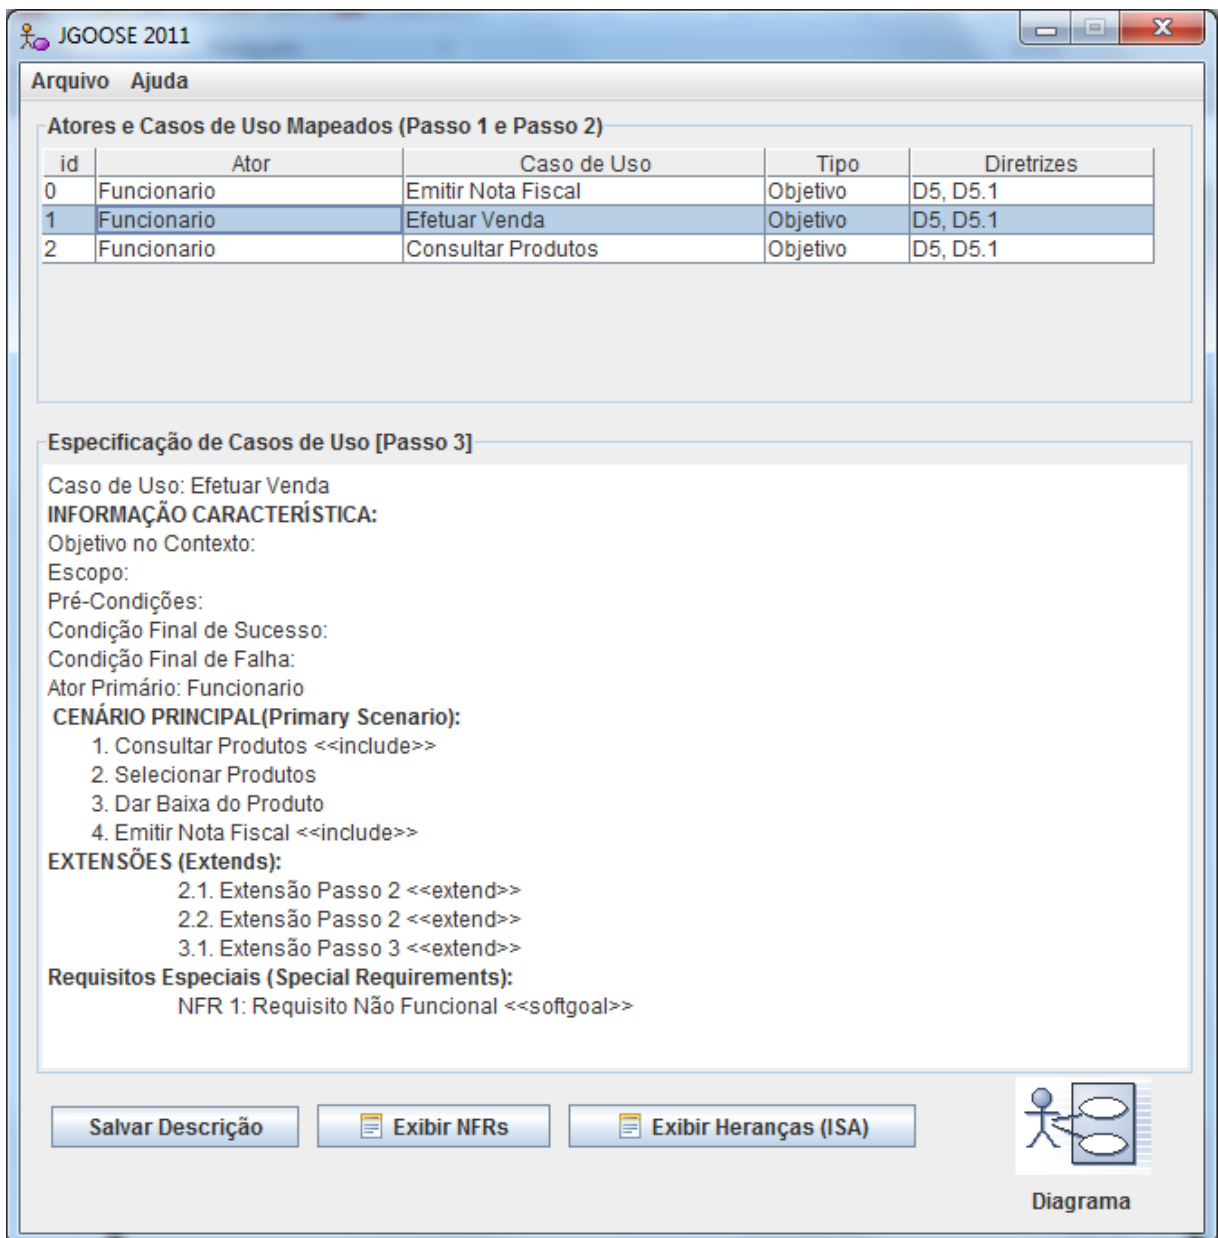 JGOOSE 2011
Arquivo Ajuda
Atores e Casos de Uso Mapeados (Passo 1 e Passo 2)
id Ator Caso de Uso Tipo Diretrizes
0 Funcionario Emitir Nota Fiscal Objetivo D5, D5.1
1 Funcionario Efetuar Venda Objetivo D5, D5.1
2 Funcionario Consultar Produtos Objetivo D5, D5.1
Especificação de Casos de Uso [Passo 3]
Caso de Uso: Efetuar Venda
INFORMAÇÃO CARACTERÍSTICA:
Objetivo no Contexto:
Escopo:
Pré-Condições:
Condição Final de Sucesso:
Condição Final de Falha:
Ator Primário: Funcionario
CENÁRIO PRINCIPAL(Primary Scenario):
1. Consultar Produtos <<include>>
2. Selecionar Produtos
3. Dar Baixa do Produto
4. Emitir Nota Fiscal <<include>>
EXTENSÕES (Extends):
2.1. Extensão Passo 2 <<extend>>
2.2. Extensão Passo 2 <<extend>>
3.1. Extensão Passo 3 <<extend>>
Requisitos Especiais (Special Requirements):
NFR 1: Requisito Não Funcional <<softgoal>>
Salvar Descrição Exibir NFRs Exibir Heranças (ISA)
Diagrama